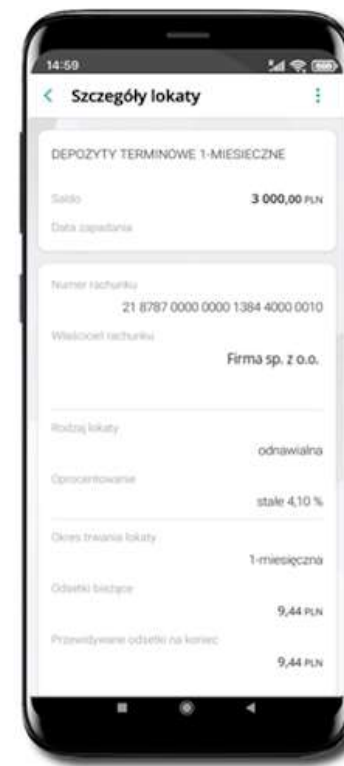 14:59
Szczegóły lokaty
DEPOZYTY TERMINOWE 1-MIESIECZNE
Saldo 3 000,00 PLN
Data zapadania
Numer rachunku
21 8787 0000 0000 1384 4000 0010
Właściciel rachunku
Firma sp. z o.o.
Rodzaj lokaty
odnawialna
Oprocentowanie
stałe 4,10 %
Okres trwania lokaty
1-miesięczna
Odsetki bieżące
9,44 PLN
Przewidywane odsetki na koniec
9,44 PLN